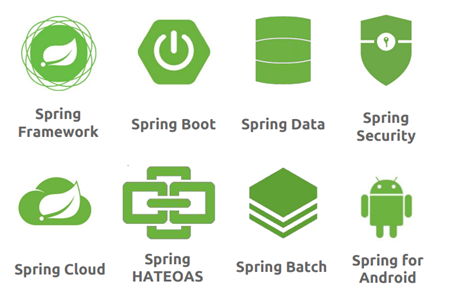 Spring
Framework
Spring Boot
Spring Data
Spring
Security
Spring Cloud
Spring
HATEOAS
Spring Batch
Spring for
Android